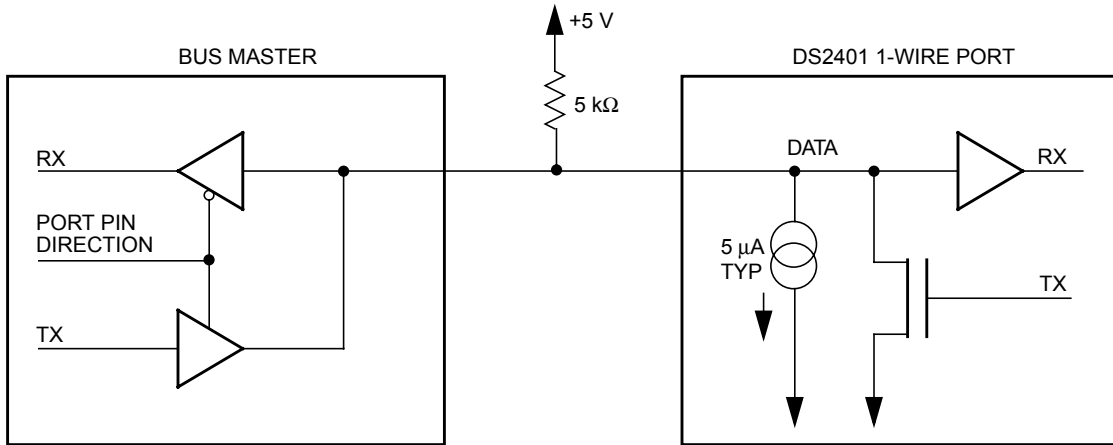 +5 V
BUS MASTER
DS2401 1-WIRE PORT
5 kΩ
DATA
RX
RX
PORT PIN
DIRECTION
5 μA
TYP
TX
TX